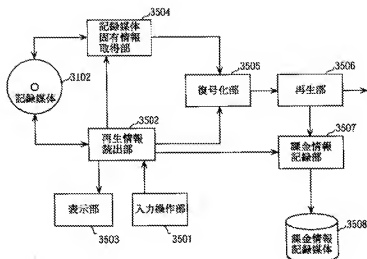 3504
記録媒体
固有情報
取得部
3102
記録媒体
3505
復号化部
3506
再生部
3502
再生情報
読出部
3507
課金情報
記録部
表示部
3503
入力操作部
3501
課金情報
記録媒体
3508